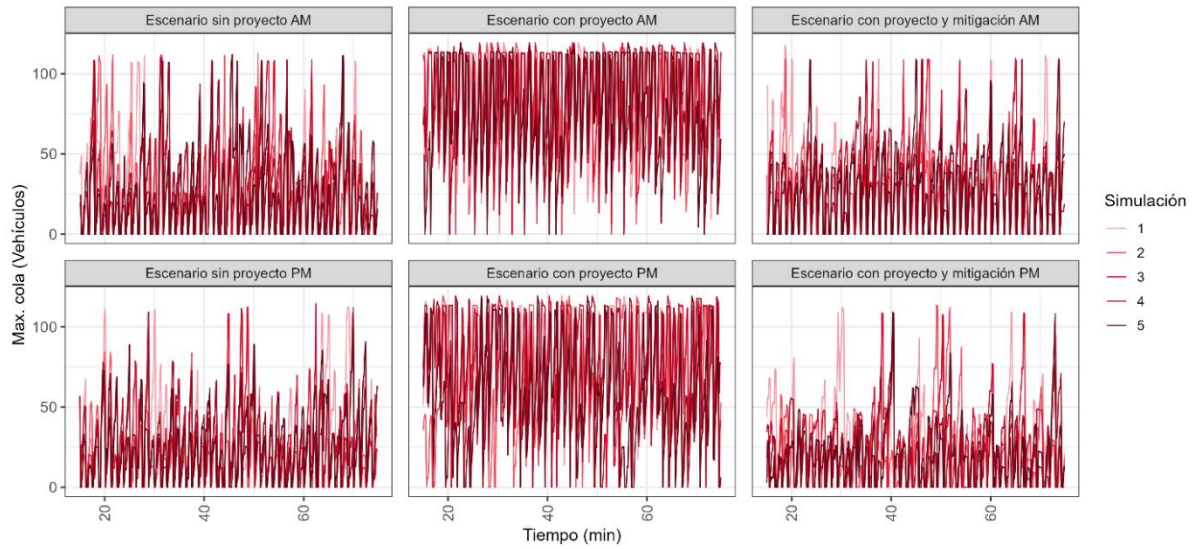 Escenario sin proyecto AM
Escenario con proyecto AM
Escenario con proyecto y mitigación AM
100
50
0
Escenario sin proyecto PM
Escenario con proyecto PM
Escenario con proyecto y mitigación PM
100
50
0
Max. cola (Vehículos)
20
40
60
20
40
60
20
40
60
Tiempo (min)
Simulación
1
2
3
4
5